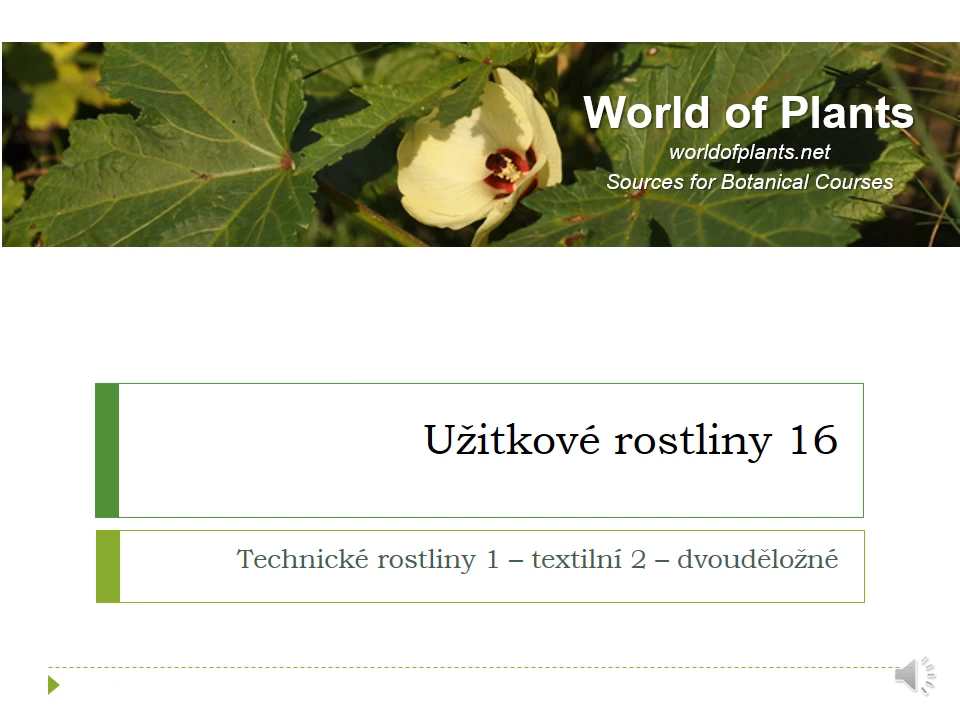 World of Plants
worldofplants.net
Sources for Botanical Courses
Užitkové rostliny 16
Technické rostliny 1 – textilní 2 – dvouděložné